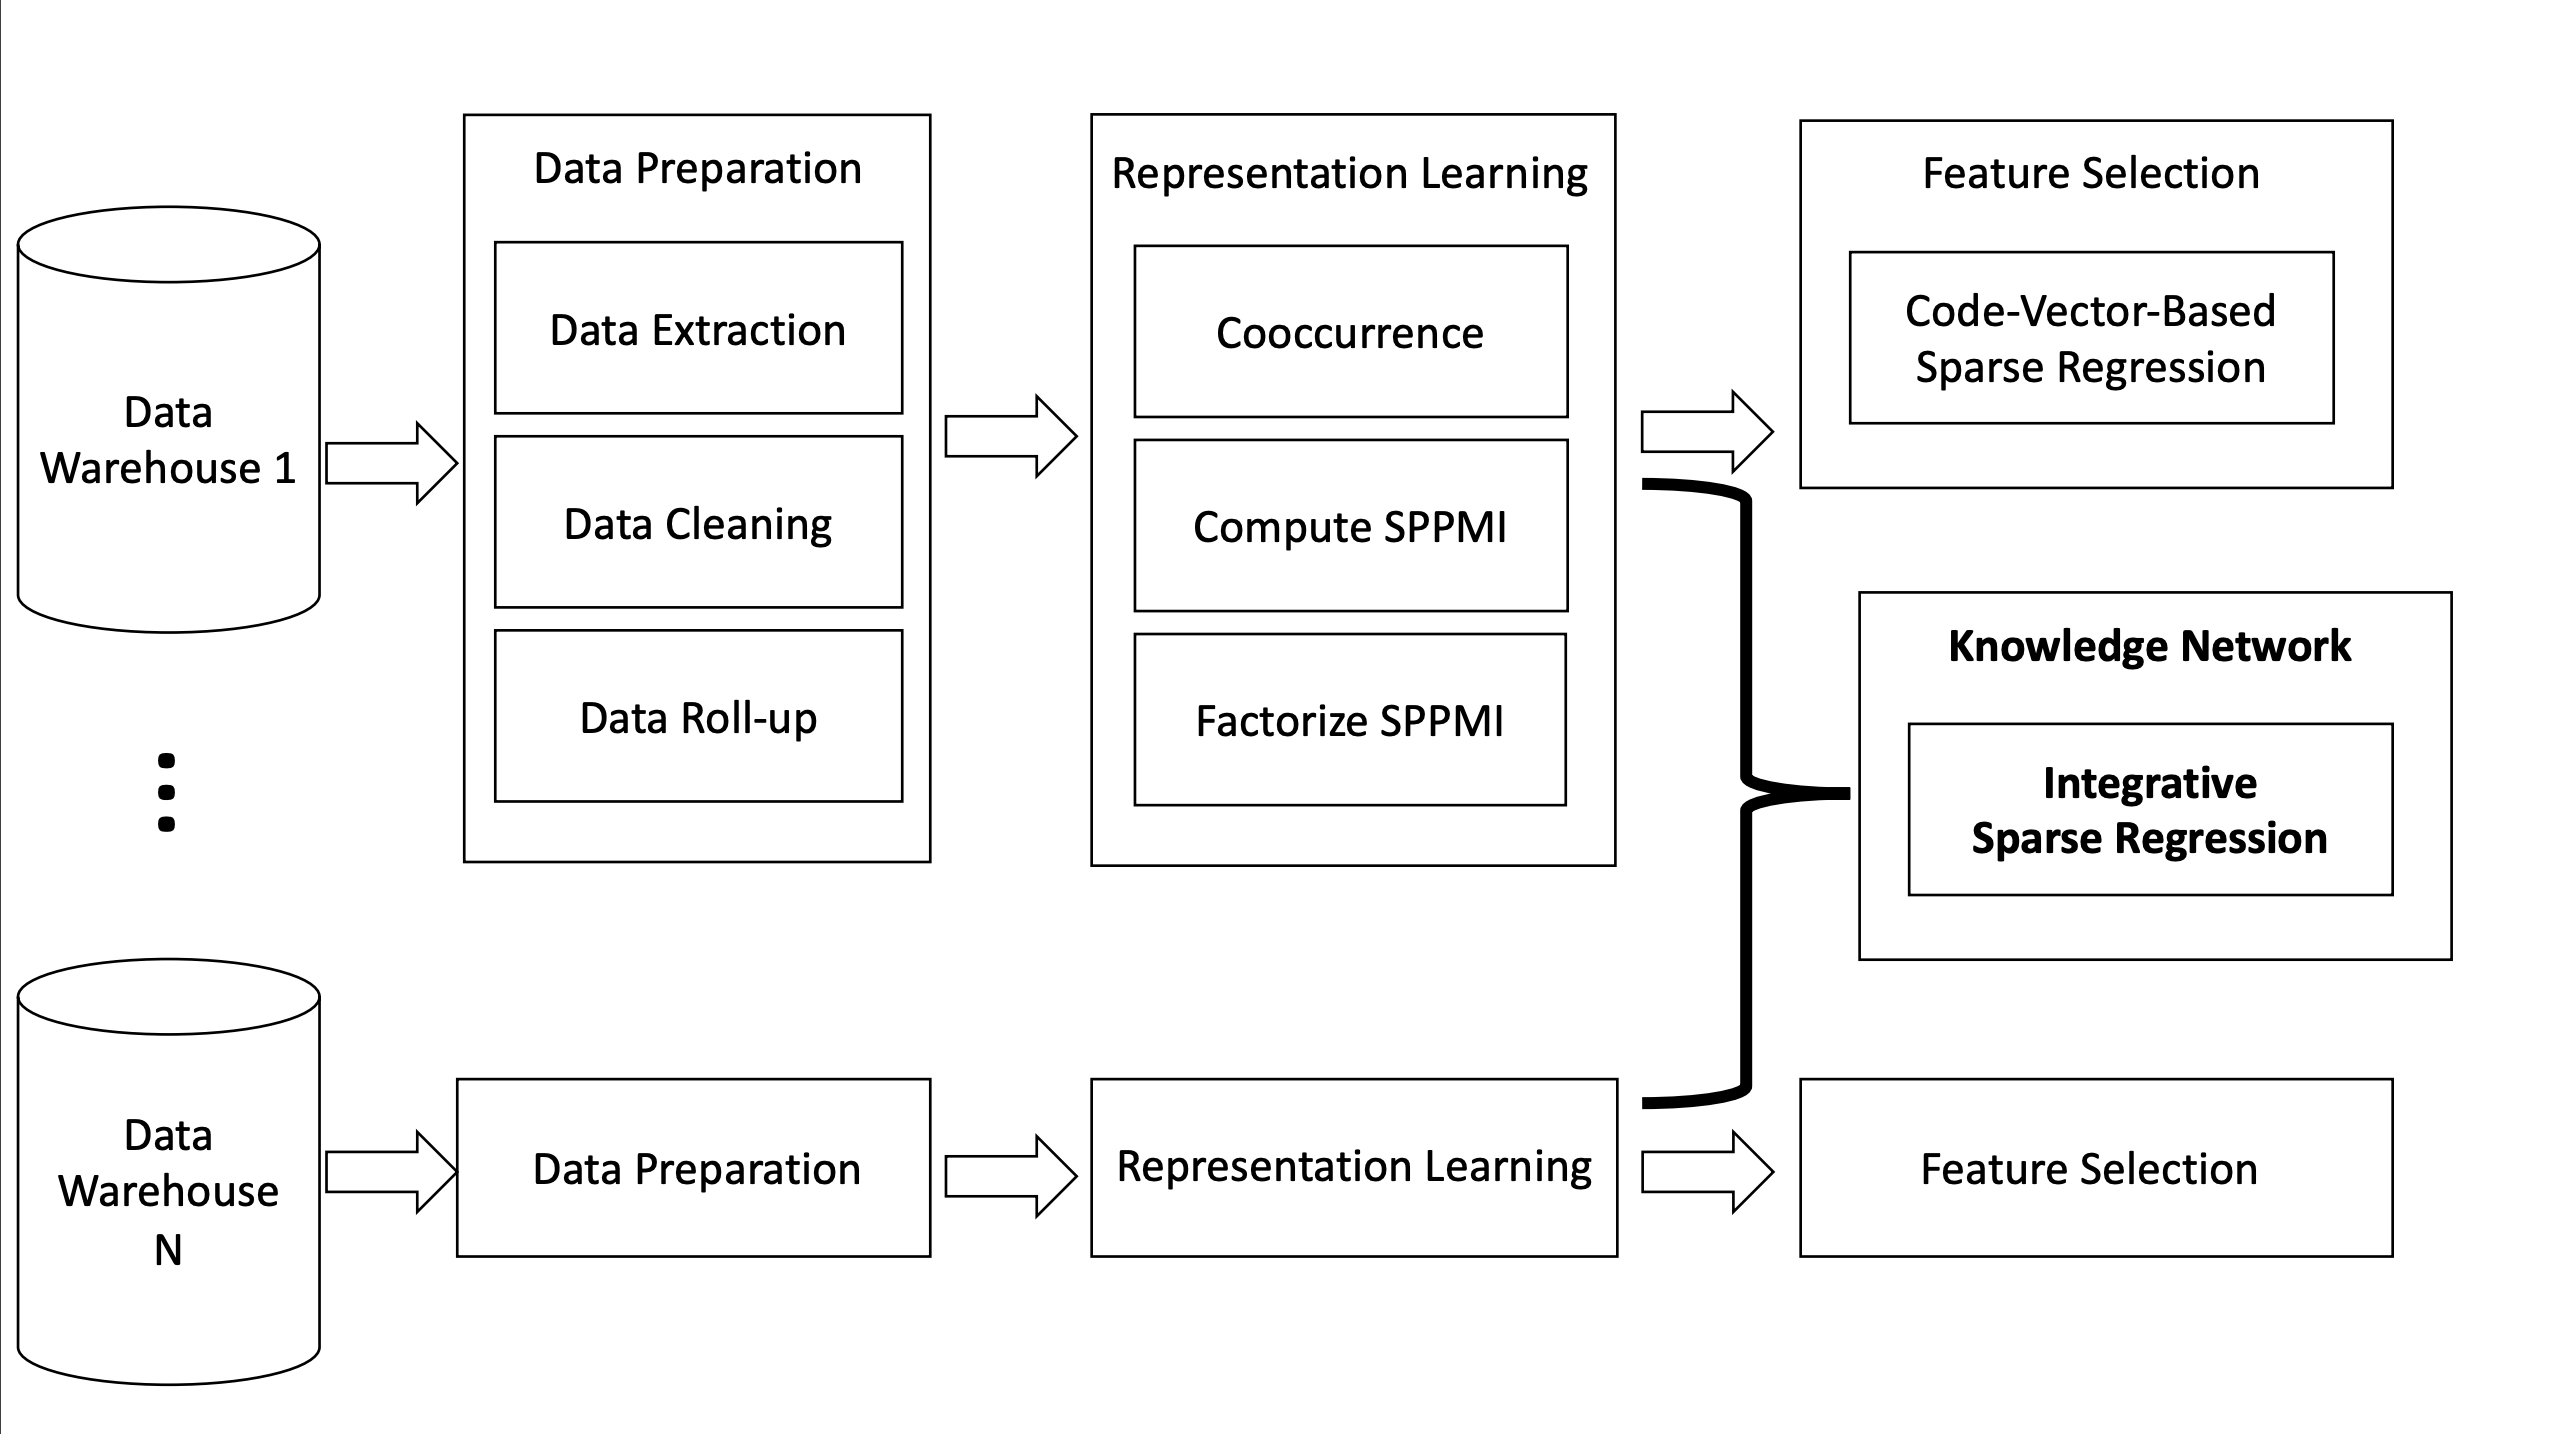 Data
Warehouse 1
Data Preparation
Data Extraction
Data Cleaning
Data Roll-up
Representation Learning
Cooccurrence
Compute SPPMI
Factorize SPPMI
Feature Selection
Code-Vector-Based
Sparse Regression
Knowledge Network
Integrative
Sparse Regression
Data
Warehouse
N
Data Preparation
Representation Learning
Feature Selection